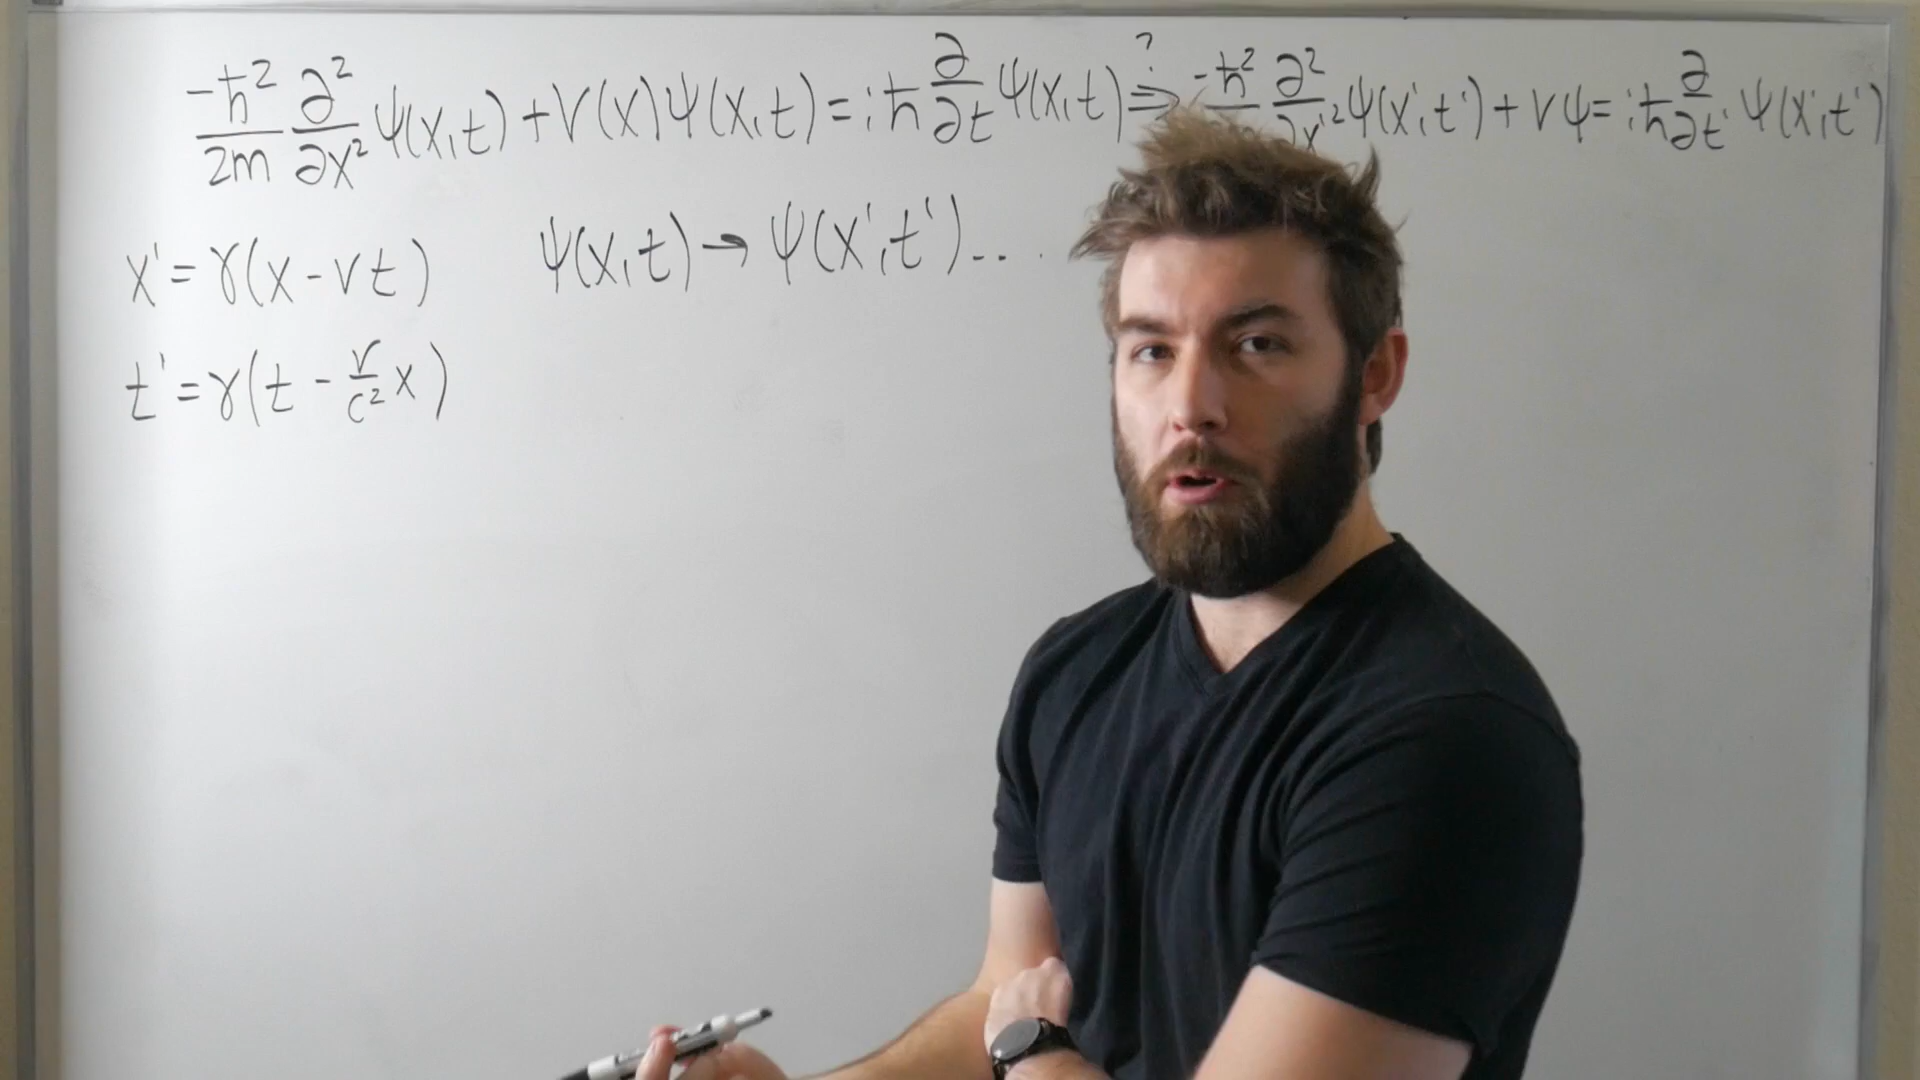 -ħ²/2m ∂²/∂x² ψ(x,t) + V(x)ψ(x,t) = iħ ∂/∂t ψ(x,t) ?⇒ -ħ² ∂²/∂x'² ψ(x',t') + Vψ = iħ ∂/∂t' ψ(x',t')
x' = γ(x - vt) ψ(x,t) → ψ(x',t')...
t' = γ(t - v/c² x)